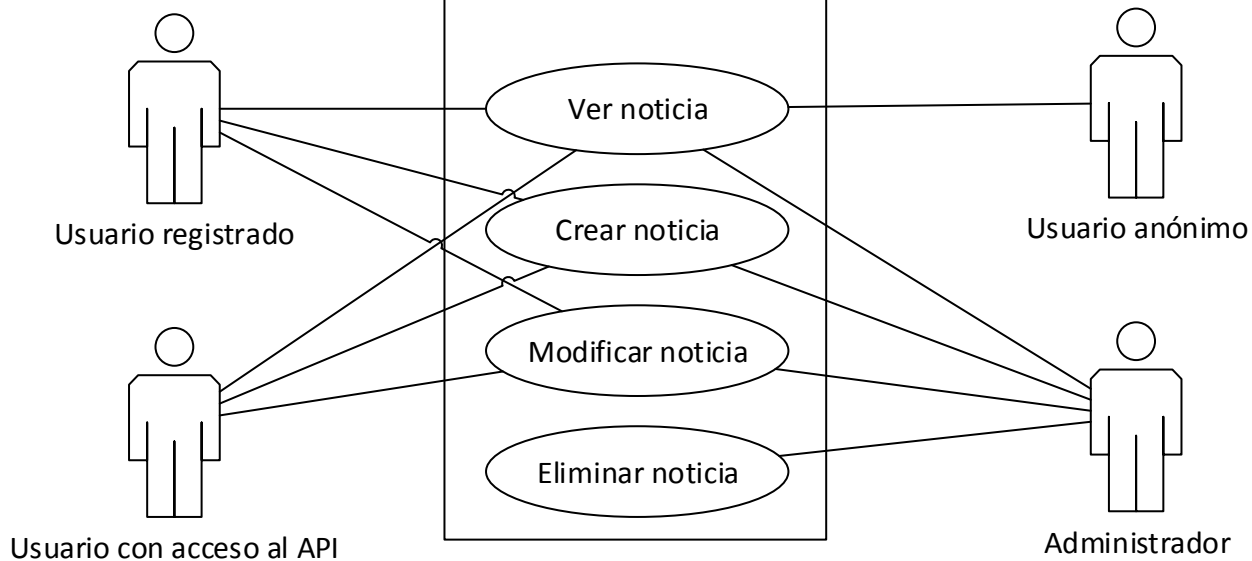 Ver noticia
Crear noticia
Usuario registrado
Usuario anónimo
Modificar noticia
Eliminar noticia
Usuario con acceso al API
Administrador